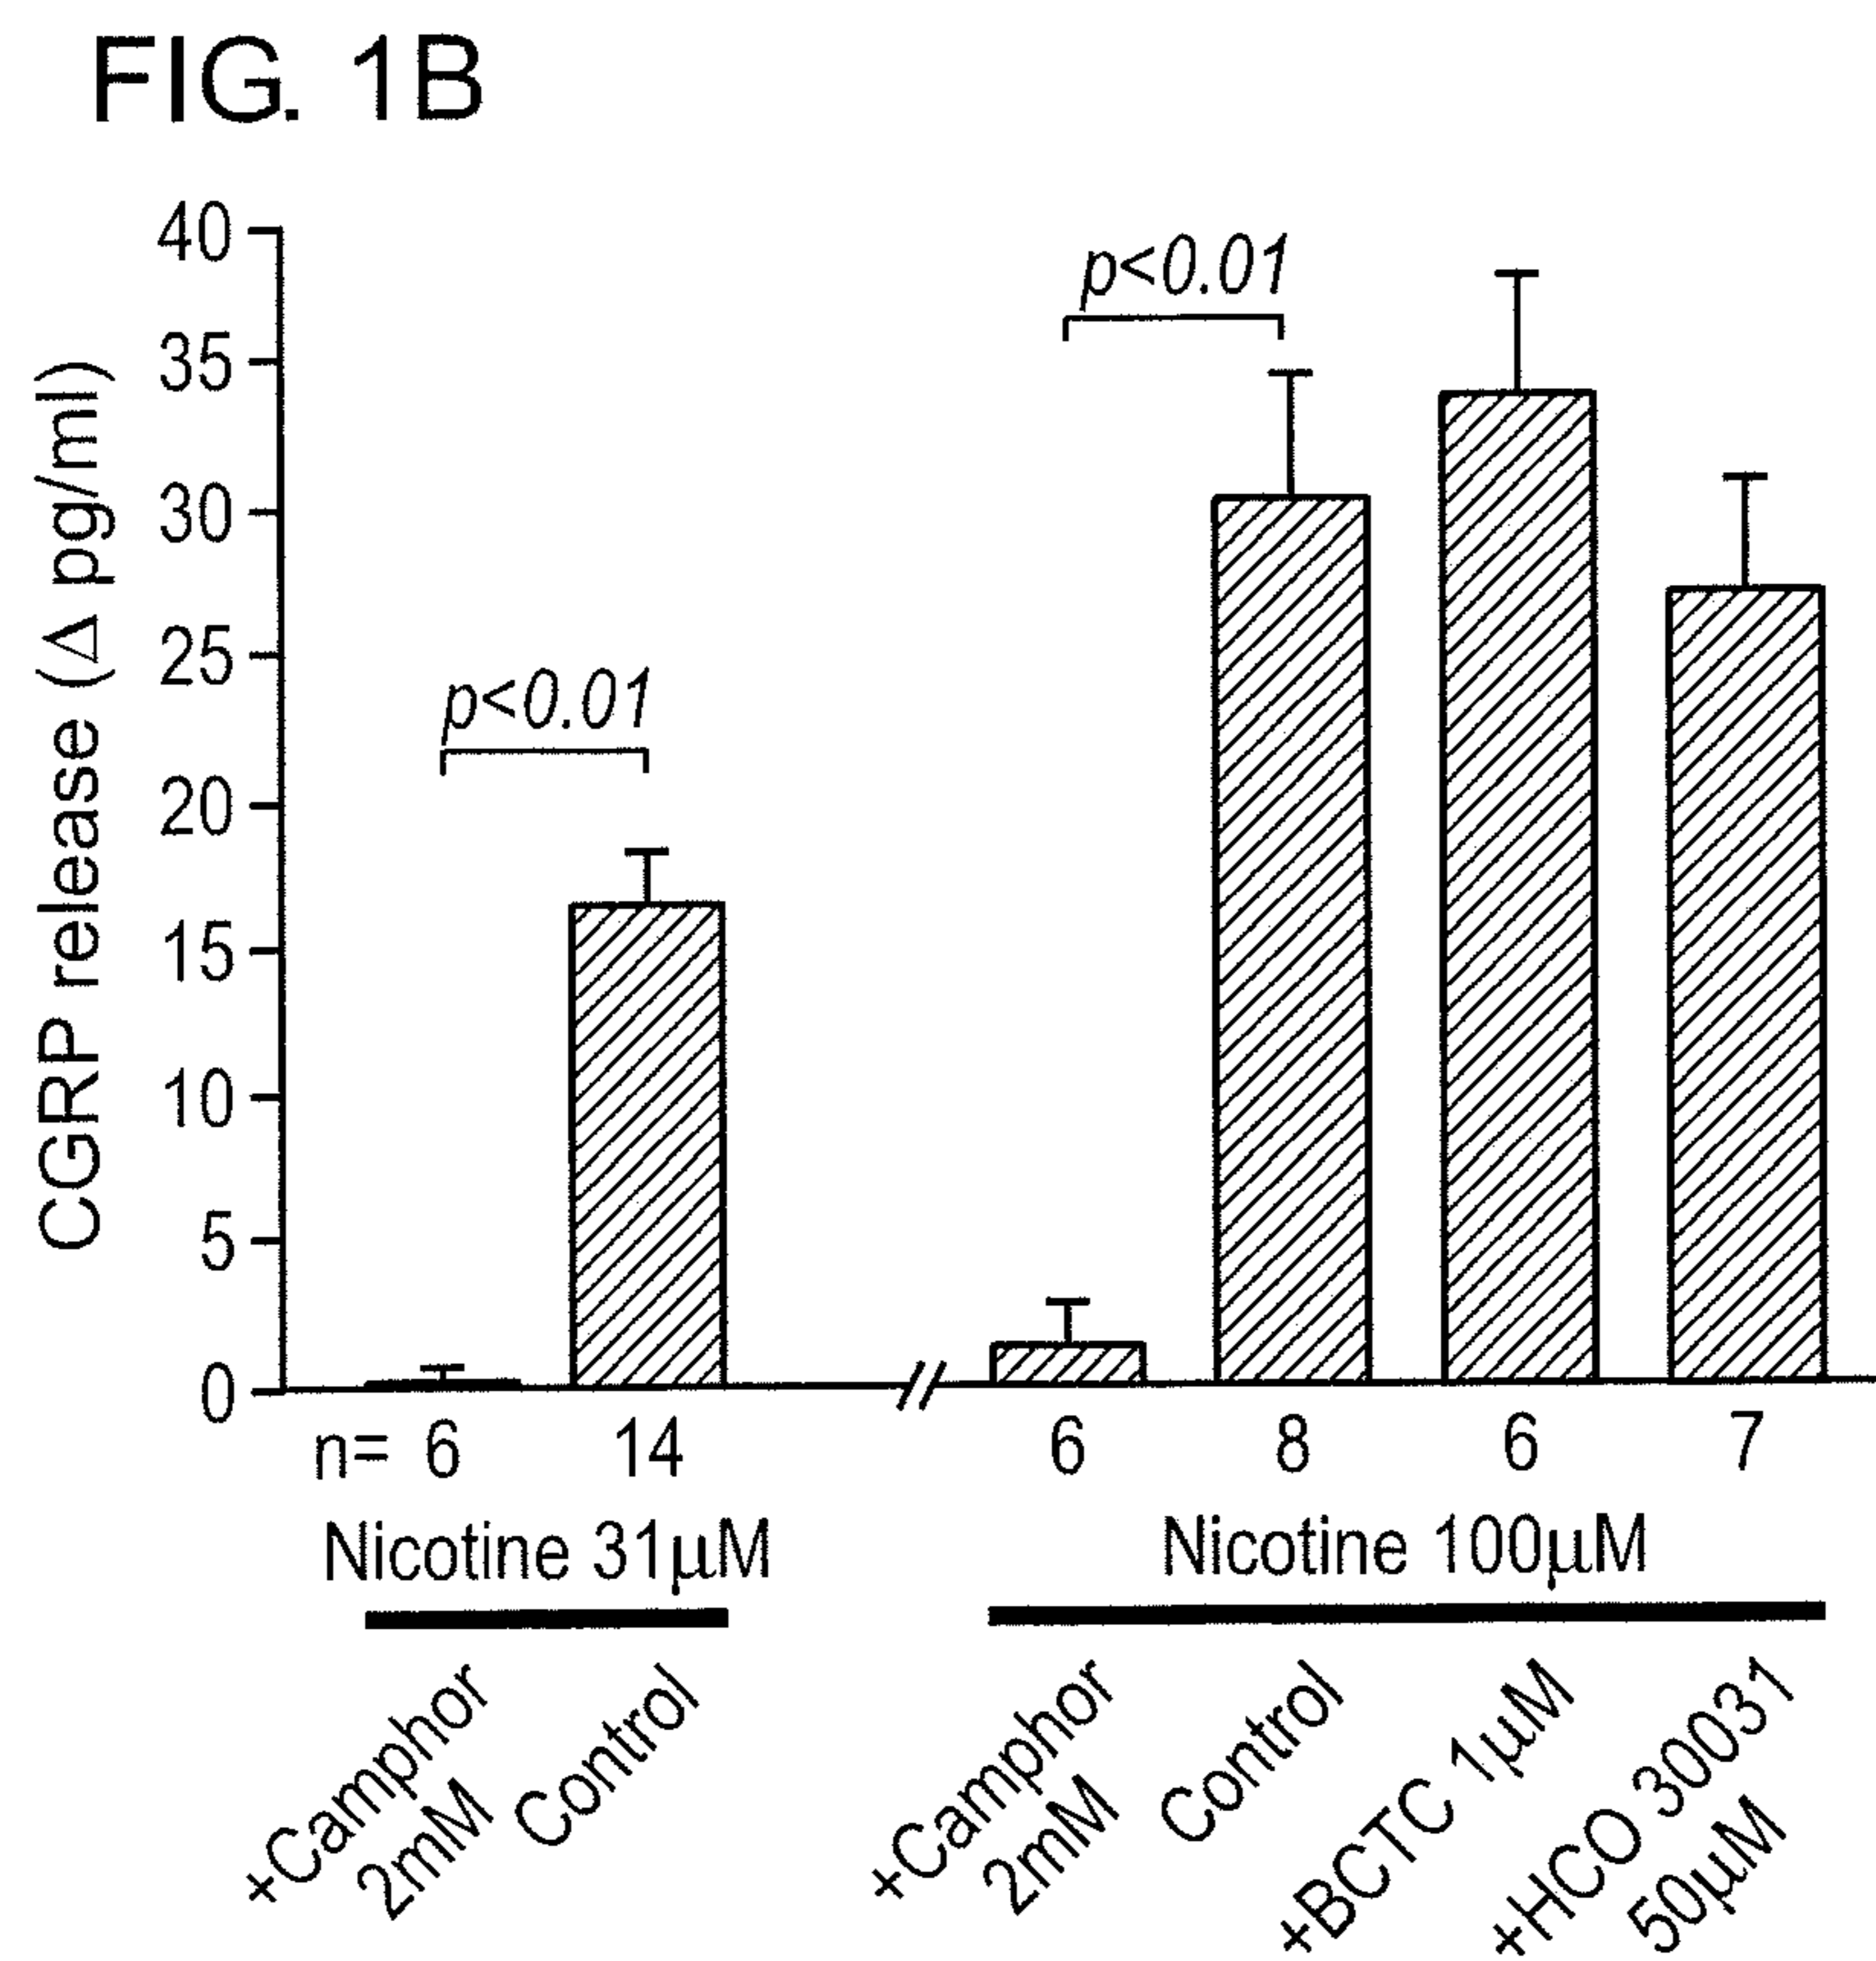 FIG. 1B
CGRP release (Δ pg/ml)
40
35
30
25
20
15
10
5
0
p<0.01
p<0.01
n= 6 14 6 8 6 7
Nicotine 31µM
Nicotine 100µM
+Camphor
2mM
Control
+Camphor
2mM
Control
+BCTC 1µM
+HCO 30031
50µM